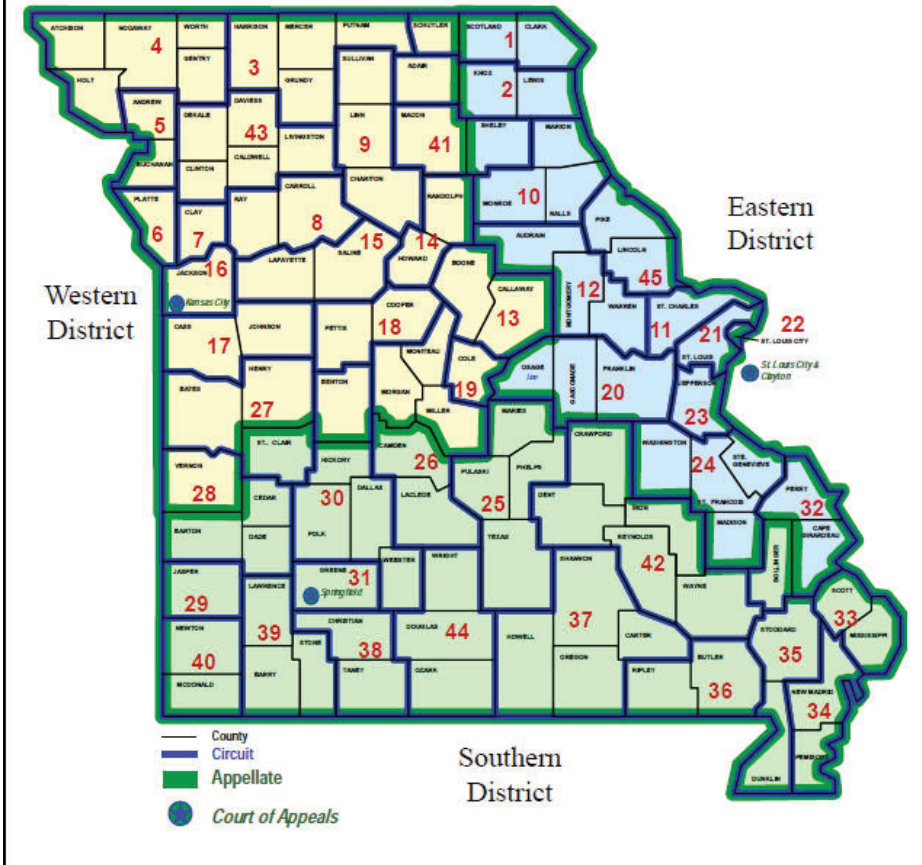 ATCHISON
NODAWAY
WORTH
HARRISON
MERCER
PUTNAM
SCHUYLER
SCOTLAND
CLARK
4
1
GENTRY
3
SULLIVAN
ADAIR
KNOX
LEWIS
HOLT
GRUNDY
2
ANDREW
DEKALB
DAVIESS
LINN
MACON
SHELBY
MARION
5
43
LIVINGSTON
9
41
BUCHANAN
CLINTON
CALDWELL
CHARITON
PLATTE
CLAY
RAY
CARROLL
RANDOLPH
MONROE
10
RALLS
PIKE
6
7
8
AUDRAIN
LINCOLN
Eastern
District
16
15
14
JACKSON
LAFAYETTE
SALINE
HOWARD
BOONE
45
Kansas City
CALLAWAY
MONTGOMERY
12
WARREN
ST. CHARLES
Western
District
COOPER
13
11
21
22
CASS
JOHNSON
PETTIS
18
ST. LOUIS CITY
17
MONITEAU
COLE
OSAGE
GASCONADE
FRANKLIN
ST. LOUIS
St. Louis City &
Clayton
HENRY
BENTON
MORGAN
19
20
JEFFERSON
BATES
27
MILLER
MARIES
23
ST. CLAIR
CAMDEN
CRAWFORD
WASHINGTON
STE.
GENEVIEVE
VERNON
HICKORY
26
PULASKI
PHELPS
24
28
CEDAR
30
DALLAS
LACLEDE
25
DENT
IRON
ST. FRANCOIS
PERRY
32
BARTON
DADE
POLK
TEXAS
REYNOLDS
MADISON
CAPE
GIRARDEAU
WEBSTER
WRIGHT
SHANNON
42
BOLLINGER
JASPER
LAWRENCE
GREENE
31
WAYNE
29
Springfield
SCOTT
33
NEWTON
39
CHRISTIAN
DOUGLAS
44
HOWELL
37
CARTER
STODDARD
MISSISSIPPI
40
STONE
38
OREGON
BUTLER
35
MCDONALD
BARRY
TANEY
OZARK
RIPLEY
36
NEW MADRID
34
PEMISCOT
DUNKLIN
County
Circuit
Appellate
Court of Appeals
Southern
District